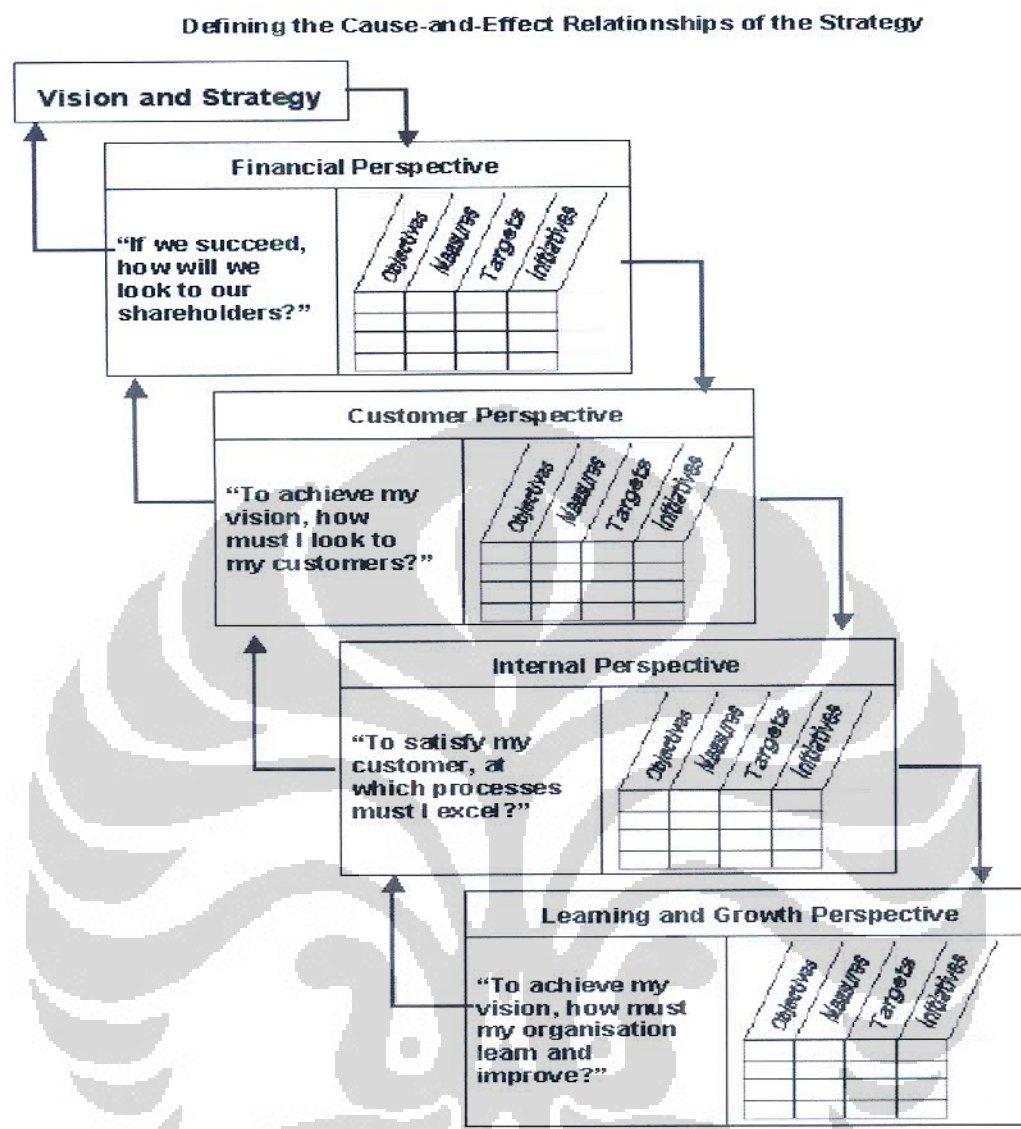 Defining the Cause-and-Effect Relationships of the Strategy
Vision and Strategy
Financial Perspective
“If we succeed,
how will we
look to our
shareholders?”
Objectives
Measures
Targets
Initiatives
Customer Perspective
“To achieve my
vision, how
must I look to
my customers?”
Objectives
Measures
Targets
Initiatives
Internal Perspective
“To satisfy my
customer, at
which processes
must I excel?”
Objectives
Measures
Targets
Initiatives
Learning and Growth Perspective
“To achieve my
vision, how must
my organisation
learn and
improve?”
Objectives
Measures
Targets
Initiatives